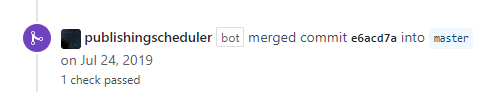 publishingscheduler bot merged commit e6acd7a into master
on Jul 24, 2019
1 check passed